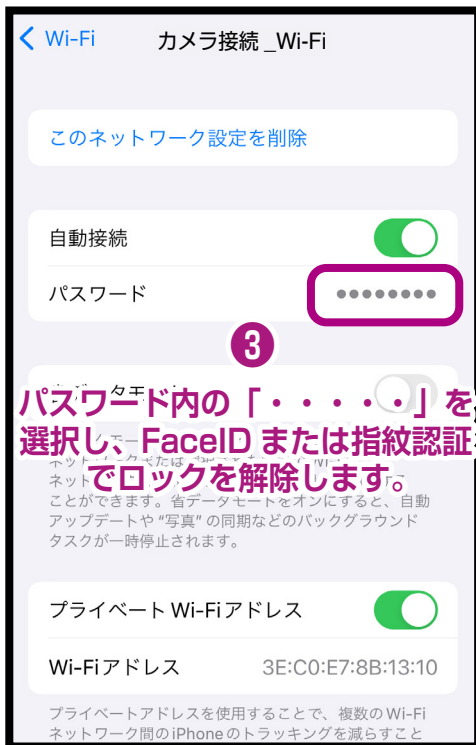 Wi-Fi
カメラ接続 _Wi-Fi
このネットワーク設定を削除
自動接続
パスワード ●●●●●●●●
3
パスワード内の「・・・・・」を
選択し、FaceID または指紋認証
でロックを解除します。
ことができます。省データモードをオンにすると、自動
アップデートや “写真” の同期などのバックグラウンド
タスクが一時停止されます。
プライベート Wi-Fiアドレス
Wi-Fiアドレス 3E:C0:E7:8B:13:10
プライベートアドレスを使用することで、複数のWi-Fi
ネットワーク間のiPhoneのトラッキングを減らすこと